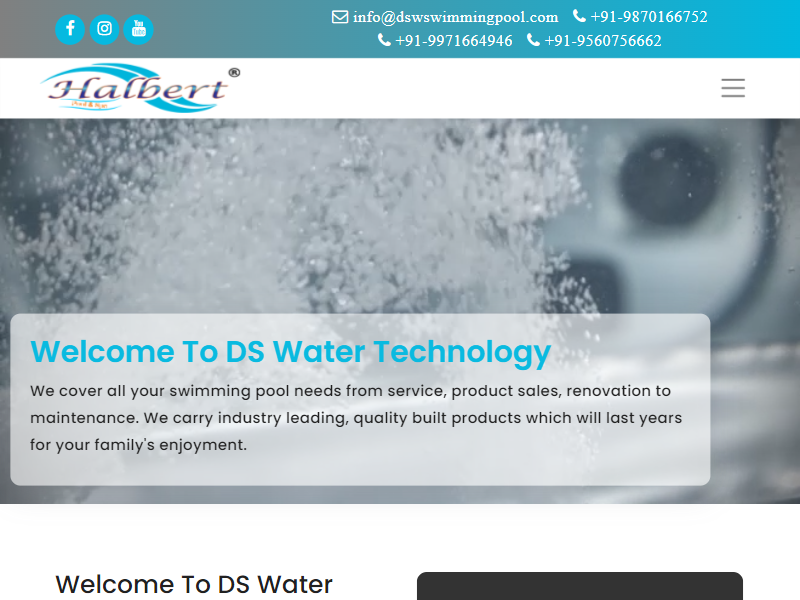 info@dswswimmingpool.com +91-9870166752
+91-9971664946 +91-9560756662
Halbert ®
Welcome To DS Water Technology
We cover all your swimming pool needs from service, product sales, renovation to
maintenance. We carry industry leading, quality built products which will last years
for your family's enjoyment.
Welcome To DS Water